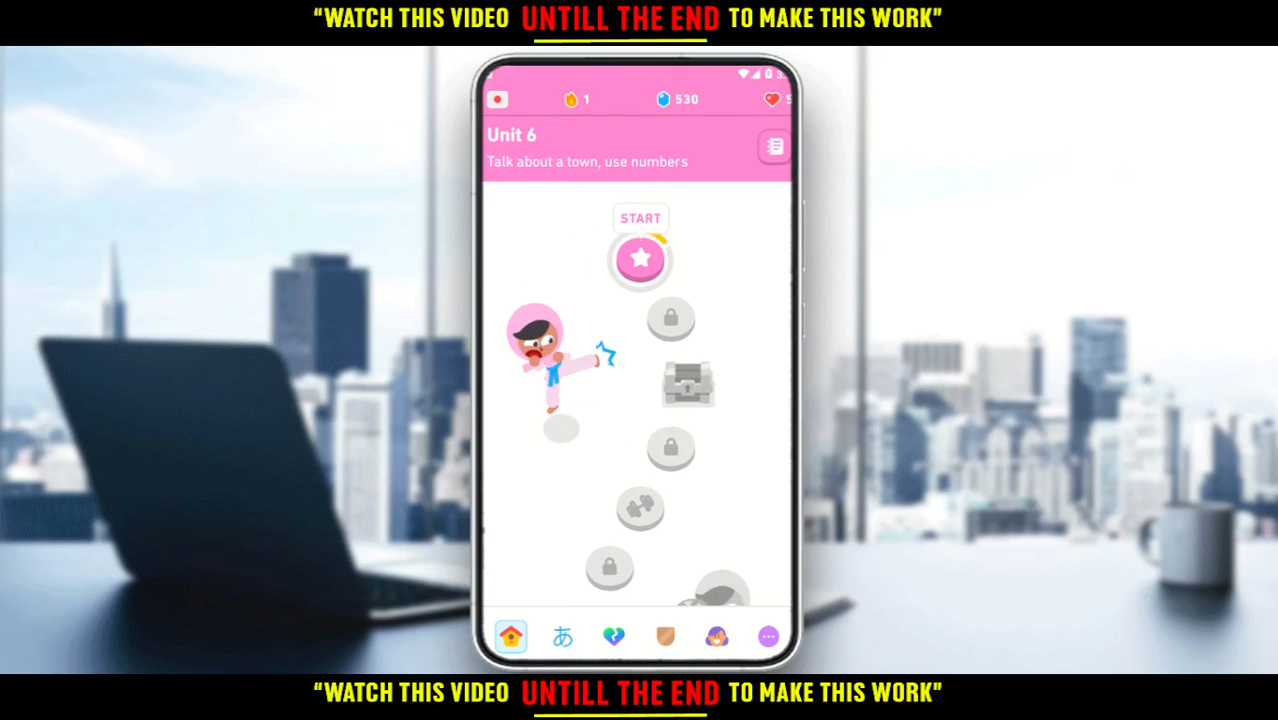 “WATCH THIS VIDEO UNTILL THE END TO MAKE THIS WORK”
1
530
Unit 6
Talk about a town, use numbers
START
あ
“WATCH THIS VIDEO UNTILL THE END TO MAKE THIS WORK”